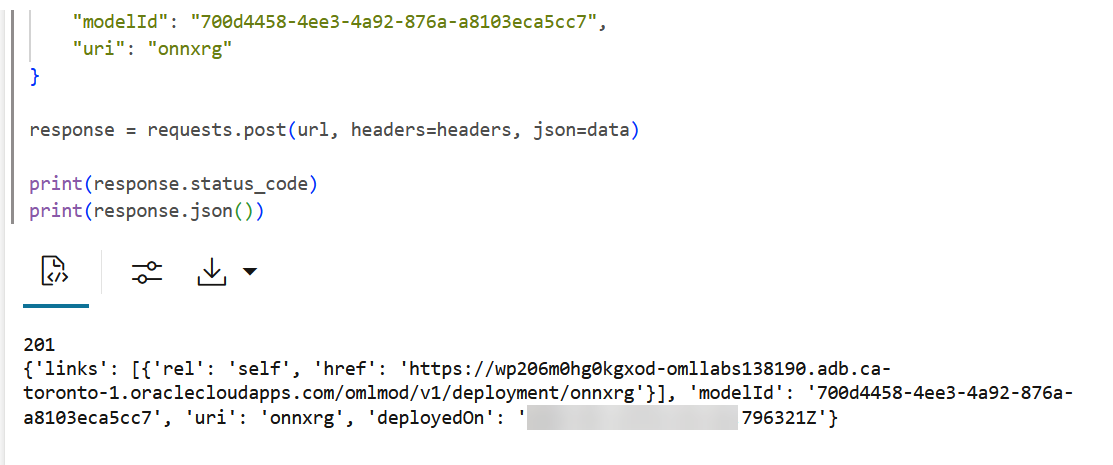 "modelId": "700d4458-4ee3-4a92-876a-a8103eca5cc7",
"uri": "onnxrg"
}
response = requests.post(url, headers=headers, json=data)
print(response.status_code)
print(response.json())
201
{'links': [{'rel': 'self', 'href': 'https://wp206m0hg0kgxod-omllabs138190.adb.ca-
toronto-1.oraclecloudapps.com/omlmod/v1/deployment/onnxrg'}], 'modelId': '700d4458-4ee3-4a92-876a-
a8103eca5cc7', 'uri': 'onnxrg', 'deployedOn': ' 796321Z'}